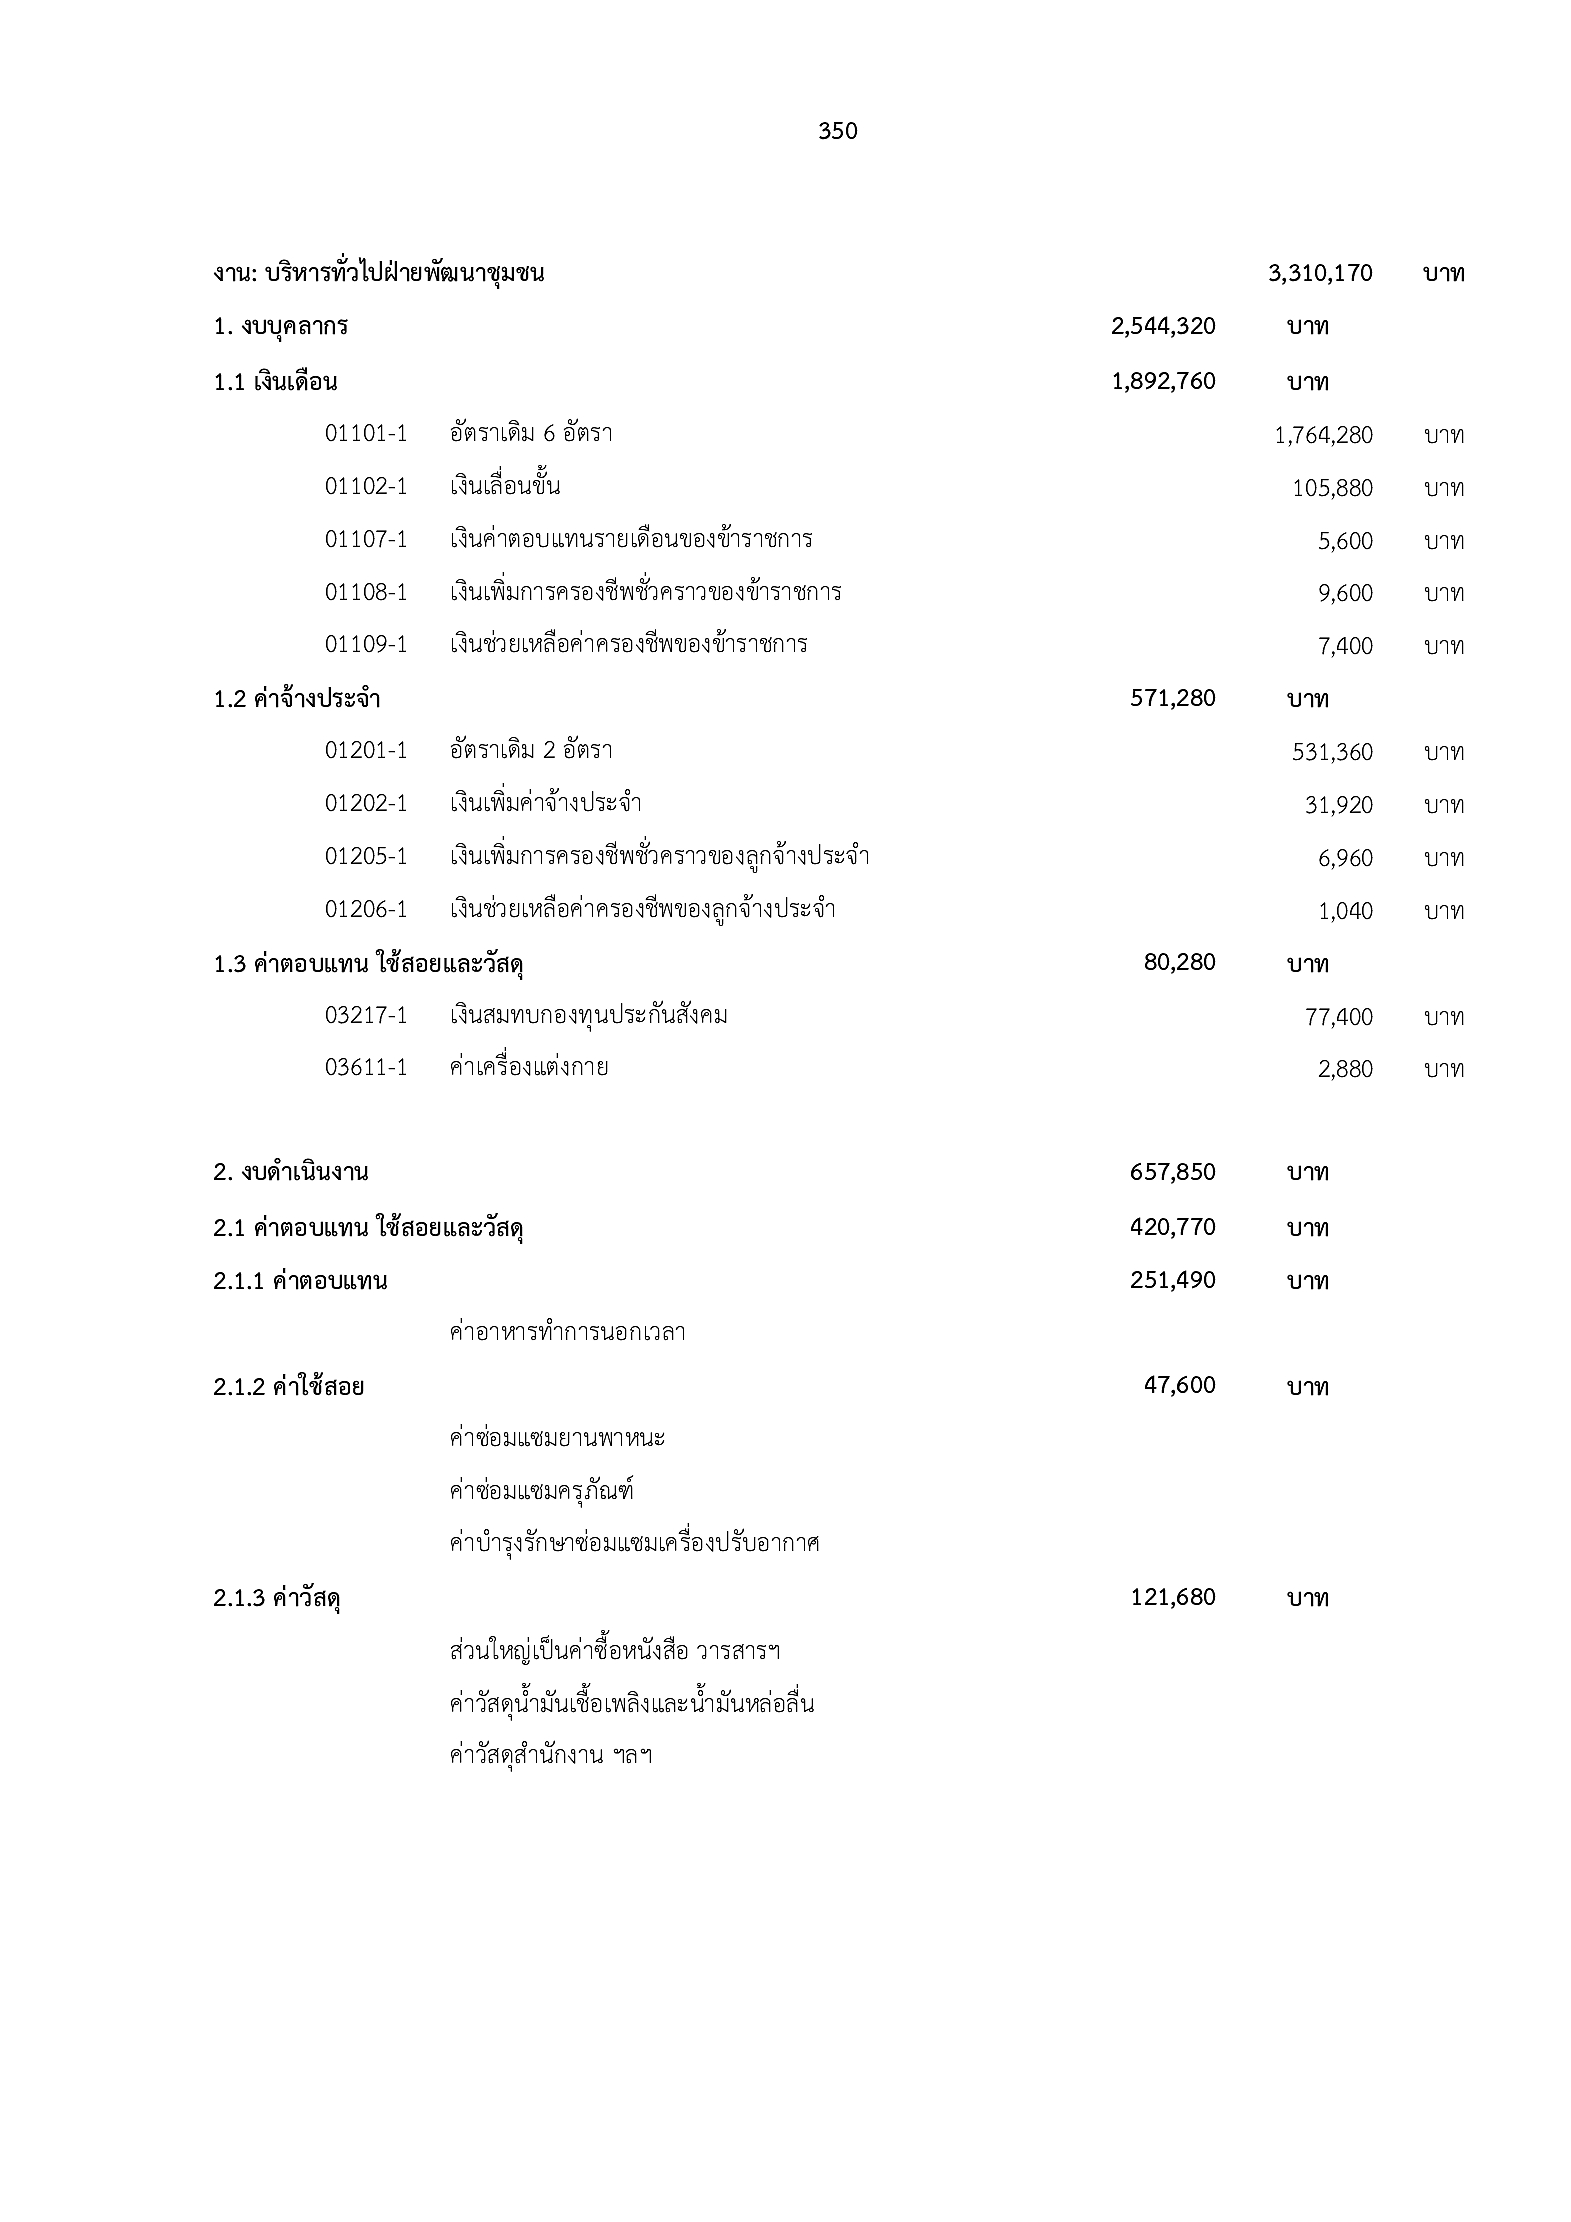 350
งาน: บริหารทั่วไปฝ่ายพัฒนาชุมชน 3,310,170 บาท
1. งบบุคลากร 2,544,320 บาท
1.1 เงินเดือน 1,892,760 บาท
01101-1 อัตราเดิม 6 อัตรา 1,764,280 บาท
01102-1 เงินเลื่อนขั้น 105,880 บาท
01107-1 เงินค่าตอบแทนรายเดือนของข้าราชการ 5,600 บาท
01108-1 เงินเพิ่มการครองชีพชั่วคราวของข้าราชการ 9,600 บาท
01109-1 เงินช่วยเหลือค่าครองชีพของข้าราชการ 7,400 บาท
1.2 ค่าจ้างประจำ 571,280 บาท
01201-1 อัตราเดิม 2 อัตรา 531,360 บาท
01202-1 เงินเพิ่มค่าจ้างประจำ 31,920 บาท
01205-1 เงินเพิ่มการครองชีพชั่วคราวของลูกจ้างประจำ 6,960 บาท
01206-1 เงินช่วยเหลือค่าครองชีพของลูกจ้างประจำ 1,040 บาท
1.3 ค่าตอบแทน ใช้สอยและวัสดุ 80,280 บาท
03217-1 เงินสมทบกองทุนประกันสังคม 77,400 บาท
03611-1 ค่าเครื่องแต่งกาย 2,880 บาท
2. งบดำเนินงาน 657,850 บาท
2.1 ค่าตอบแทน ใช้สอยและวัสดุ 420,770 บาท
2.1.1 ค่าตอบแทน 251,490 บาท
ค่าอาหารทำการนอกเวลา
2.1.2 ค่าใช้สอย 47,600 บาท
ค่าซ่อมแซมยานพาหนะ
ค่าซ่อมแซมครุภัณฑ์
ค่าบำรุงรักษาซ่อมแซมเครื่องปรับอากาศ
2.1.3 ค่าวัสดุ 121,680 บาท
ส่วนใหญ่เป็นค่าซื้อหนังสือ วารสารฯ
ค่าวัสดุน้ำมันเชื้อเพลิงและน้ำมันหล่อลื่น
ค่าวัสดุสำนักงาน ฯลฯ